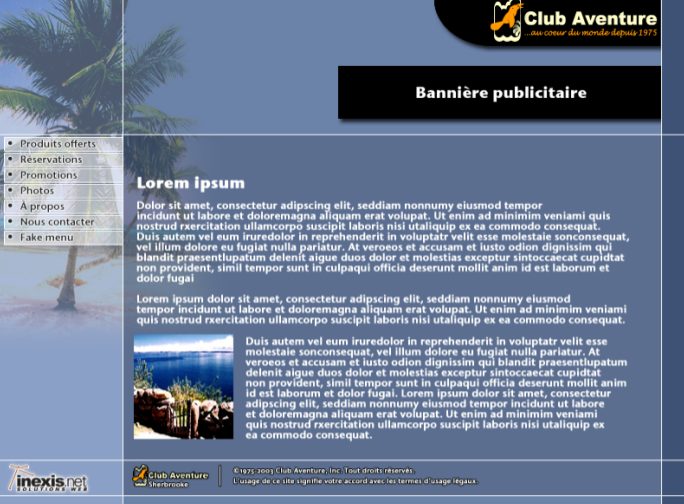 Club Aventure
...au coeur du monde depuis 1975
Bannière publicitaire
Produits offerts
Réservations
Promotions
Photos
À propos
Nous contacter
Fake menu
Lorem ipsum
Dolor sit amet, consectetur adipscing elit, seddiam nonnumy eiusmod tempor
incidunt ut labore et doloremagna aliquam erat volupat. Ut enim ad minimim veniami quis
nostrud rxercitation ullamcorpo suscipit laboris nisi utaliquip ex ea commodo consequat.
Duis autem vel eum iruredolor in reprehenderit in voluptatr velit esse molestaie sonconsequat,
vel illum dolore eu fugiat nulla pariatur. At veroeos et accusam et iusto odion dignissim qui
blandit praesentlupatum delenit aigue duos dolor et molestias exceptur sintoccaecat cupidtat
non provident, simil tempor sunt in culpaqui officia deserunt mollit anim id est laborum et
dolor fugai
Lorem ipsum dolor sit amet, consectetur adipiscing elit, seddiam nonnumy eiusmod
tempor incidunt ut labore et doloremagna aliquam erat volupat. Ut enim ad minimim veniami
quis nostrud rxercitation ullamcorpo suscipit laboris nisi utaliquip ex ea commodo consequat.
Duis autem vel eum iruredolor in reprehenderit in voluptatr velit esse
molestaie sonconsequat, vel illum dolore eu fugiat nulla pariatur. At
veroeos et accusam et iusto odion dignissim qui blandit praesentlupatum
delenit aigue duos dolor et molestias exceptur sintoccaecat cupidtat
non provident, simil tempor sunt in culpaqui officia deserunt mollit anim
id est laborum et dolor fugai. Lorem ipsum dolor sit amet, consectetur
adipscing elit, seddiam nonnumy eiusmod tempor incidunt ut labore
et doloremagna aliquam erat volupat. Ut enim ad minimim veniami
quis nostrud rxercitation ullamcorpo suscipit laboris nisi utaliquip ex
ea commodo consequat.
inexis.net
SOLUTIONS WEB
Club Aventure
Sherbrooke
©1975-2003 Club Aventure, Inc. Tout droits réservés.
L'usage de ce site signifie votre accord avec les termes d'usage légaux.